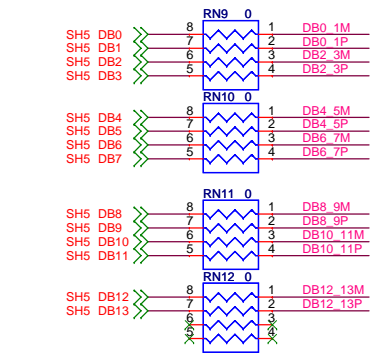 RN9 0
SH5 DB0 8 1 DB0_1M
SH5 DB1 7 2 DB0_1P
SH5 DB2 6 3 DB2_3M
SH5 DB3 5 4 DB2_3P
RN10 0
SH5 DB4 8 1 DB4_5M
SH5 DB5 7 2 DB4_5P
SH5 DB6 6 3 DB6_7M
SH5 DB7 5 4 DB6_7P
RN11 0
SH5 DB8 8 1 DB8_9M
SH5 DB9 7 2 DB8_9P
SH5 DB10 6 3 DB10_11M
SH5 DB11 5 4 DB10_11P
RN12 0
SH5 DB12 8 1 DB12_13M
SH5 DB13 7 2 DB12_13P
6 3
5 4